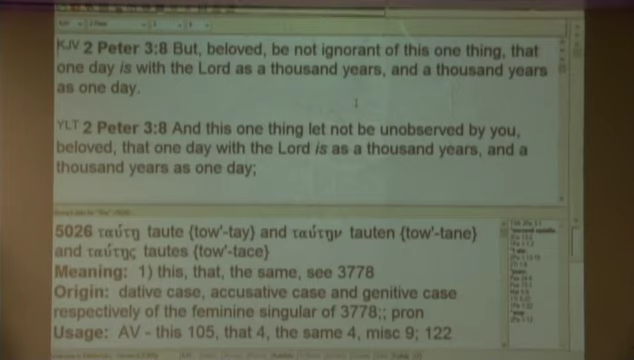 KJV 2 Peter 3:8 But, beloved, be not ignorant of this one thing, that
one day is with the Lord as a thousand years, and a thousand years
as one day.
YLT 2 Peter 3:8 And this one thing let not be unobserved by you,
beloved, that one day with the Lord is as a thousand years, and a
thousand years as one day;
5026 ταύτῃ taute {tow'-tay} and ταύτην tauten {tow'-tane}
and ταύτης tautes {tow'-tace}
Meaning: 1) this, that, the same, see 3778
Origin: dative case, accusative case and genitive case
respectively of the feminine singular of 3778;; pron
Usage: AV - this 105, that 4, the same 4, misc 9; 122